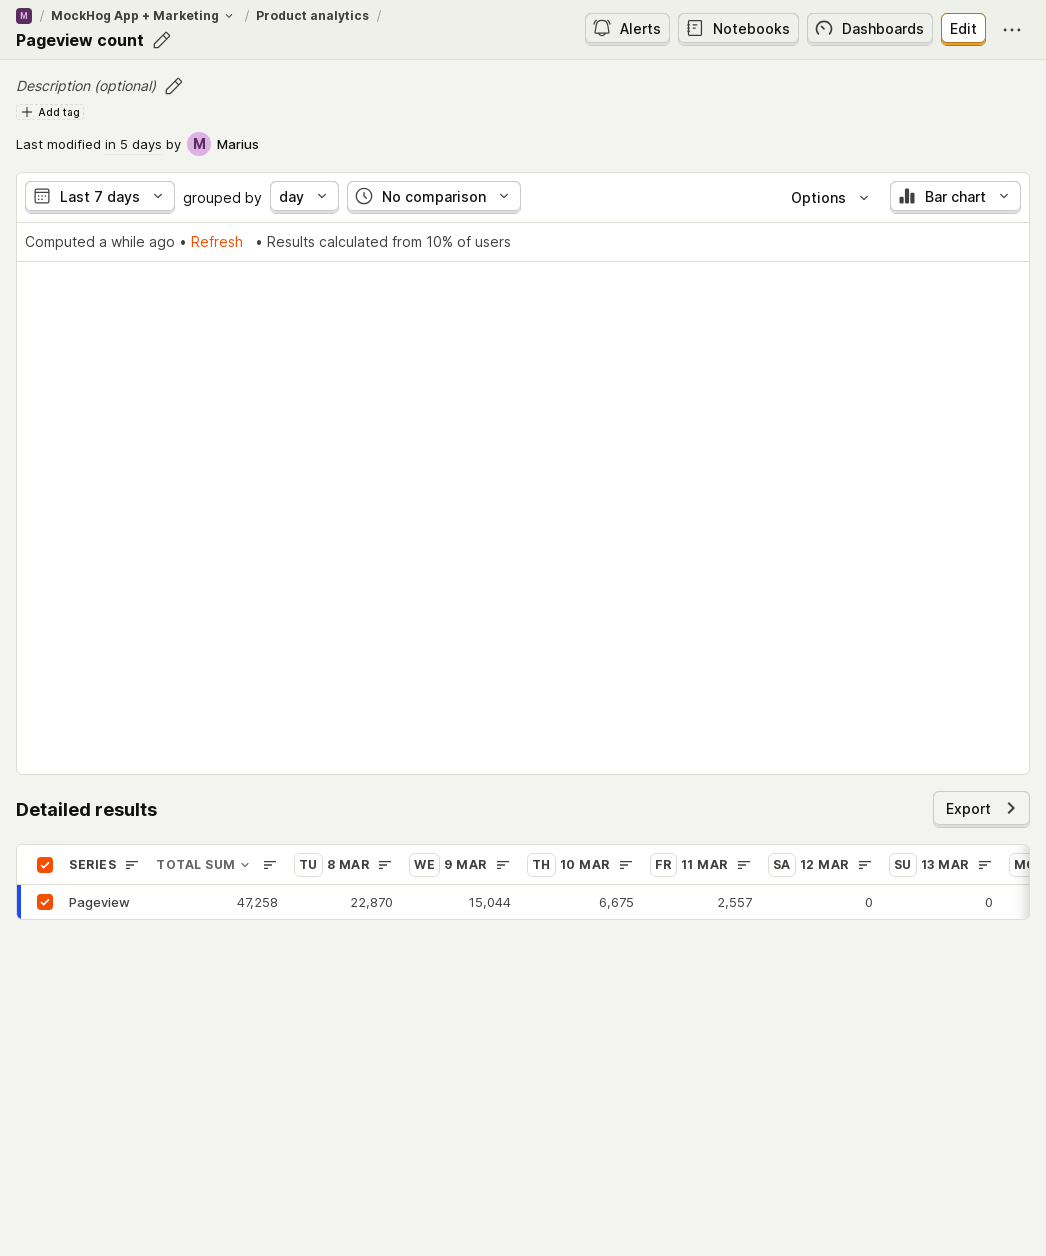 M / MockHog App + Marketing / Product analytics /
Pageview count
Alerts Notebooks Dashboards Edit
Description (optional)
Add tag
Last modified in 5 days by M Marius
Last 7 days grouped by day No comparison Options Bar chart
Computed a while ago • Refresh • Results calculated from 10% of users
Detailed results
Export
SERIES TOTAL SUM TU 8 MAR WE 9 MAR TH 10 MAR FR 11 MAR SA 12 MAR SU 13 MAR
Pageview 47,258 22,870 15,044 6,675 2,557 0 0